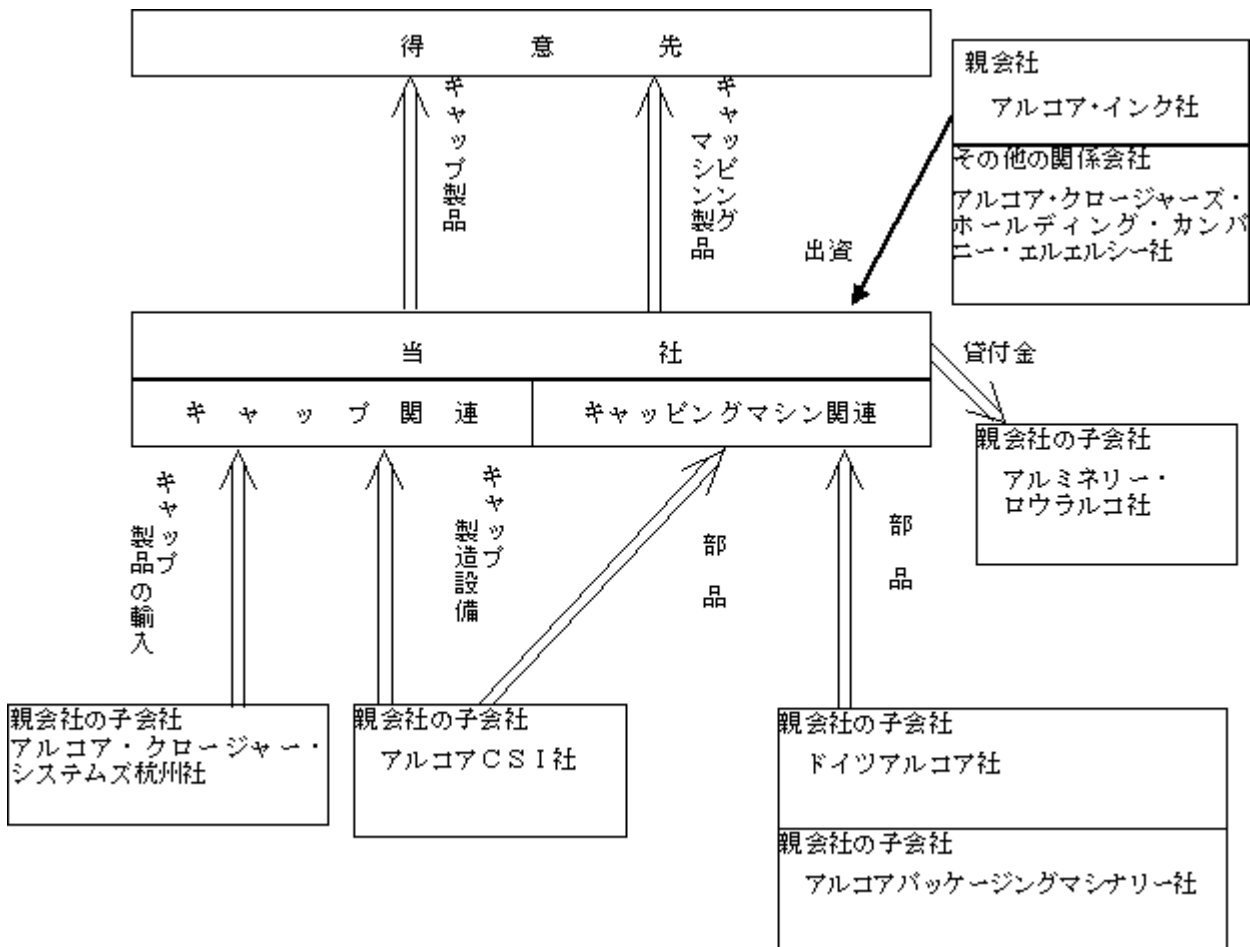 得意先
親会社
アルコア・インク社
キャップ製品
キャッピング
マシン製品
その他の関係会社
アルコア・クロージャーズ・
ホールディング・カンパ
ニー・エルエルシー社
出資
当社
貸付金
キャップ関連
キャッピングマシン関連
親会社の子会社
アルミネリー・
ロウラルコ社
キャップ
製品の輸入
キャップ
製造設備
部品
部品
親会社の子会社
アルコア・クロージャー・
システムズ杭州社
親会社の子会社
アルコアCSI社
親会社の子会社
ドイツアルコア社
親会社の子会社
アルコアパッケージングマシナリー社